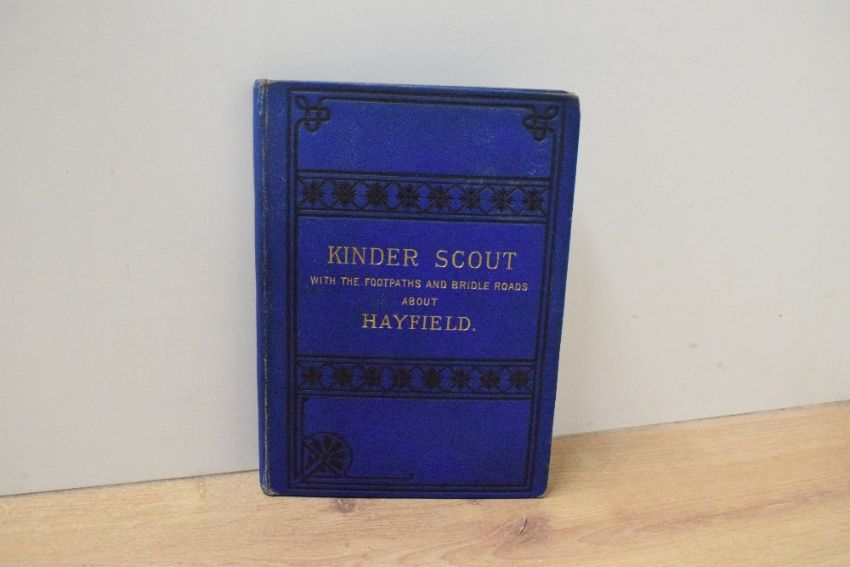 KINDER SCOUT
WITH THE FOOTPATHS AND BRIDLE ROADS
ABOUT
HAYFIELD.